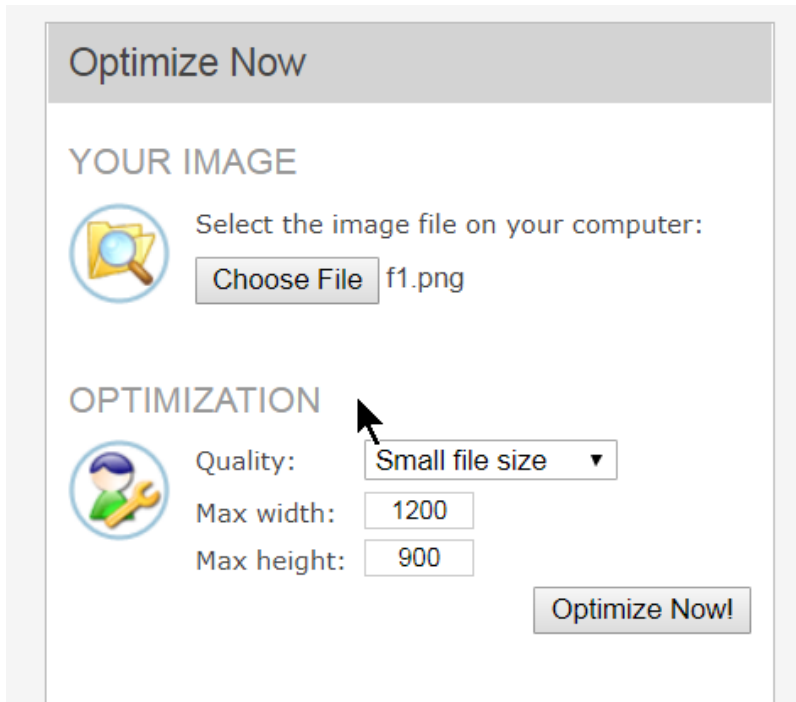 Optimize Now
YOUR IMAGE
Select the image file on your computer:
Choose File f1.png
OPTIMIZATION
Quality: Small file size
Max width: 1200
Max height: 900
Optimize Now!